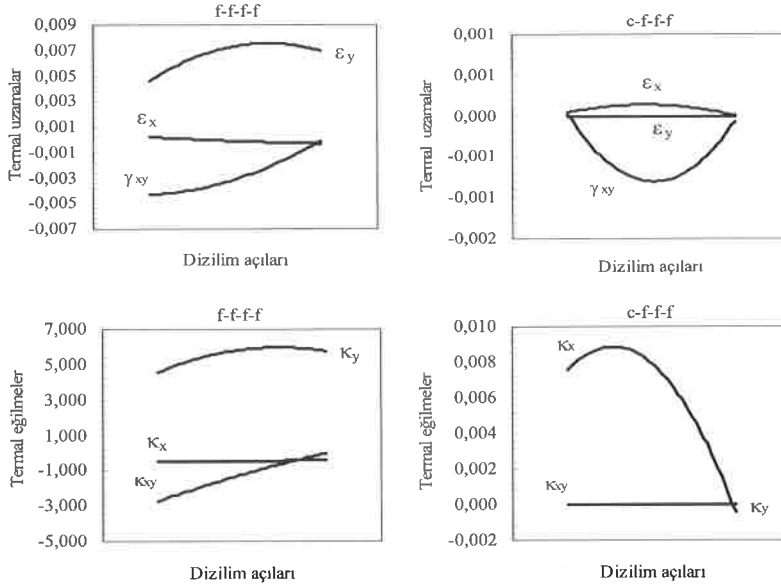 f-f-f-f
0,009
0,007
0,005
0,003
0,001
-0,001
-0,003
-0,005
-0,007
Termal uzamalar
εy
εx
γxy
Dizilim açıları
c-f-f-f
0,001
0,001
0,000
-0,001
-0,001
-0,002
Termal uzamalar
εx
εy
γxy
Dizilim açıları
f-f-f-f
7,000
5,000
3,000
1,000
-1,000
-3,000
-5,000
Termal eğilmeler
κy
κx
κxy
Dizilim açıları
c-f-f-f
0,010
0,008
0,006
0,004
0,002
0,000
-0,002
Termal eğilmeler
κx
κxy
κy
Dizilim açıları